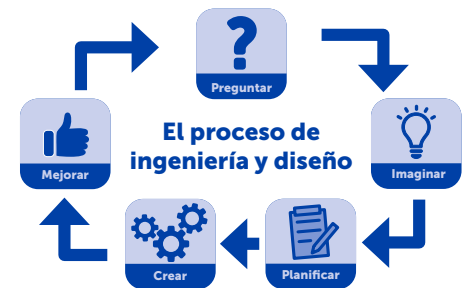 Preguntar
El proceso de
ingeniería y diseño
Mejorar
Imaginar
Crear
Planificar